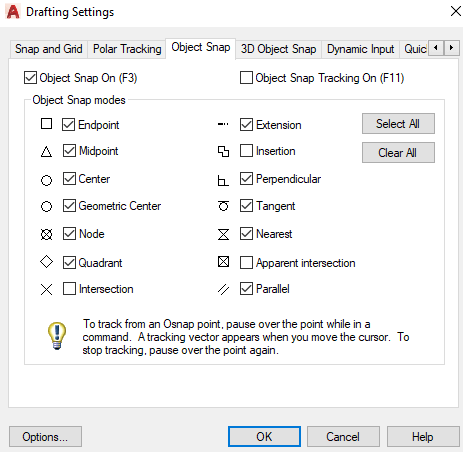 Drafting Settings
Snap and Grid Polar Tracking Object Snap 3D Object Snap Dynamic Input Quic
Object Snap On (F3) Object Snap Tracking On (F11)
Object Snap modes
Endpoint Extension Select All
Midpoint Insertion Clear All
Center Perpendicular
Geometric Center Tangent
Node Nearest
Quadrant Apparent intersection
Intersection Parallel
To track from an Osnap point, pause over the point while in a
command. A tracking vector appears when you move the cursor. To
stop tracking, pause over the point again.
Options... OK Cancel Help